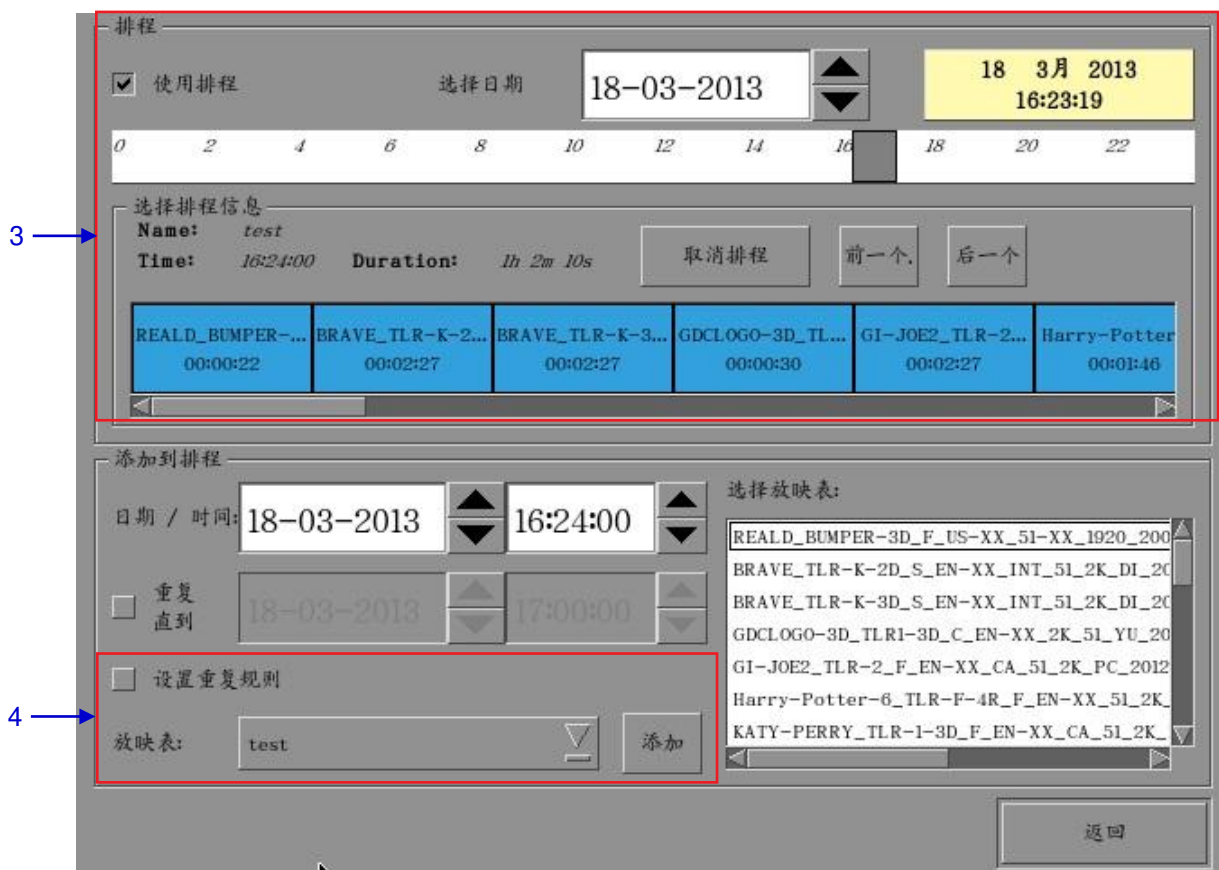 排程
使用排程 选择日期 18-03-2013 18 3月 2013
16:23:19
0 2 4 6 8 10 12 14 16 18 20 22
选择排程信息
3
Name: test
Time: 16:24:00 Duration: 1h 2m 10s 取消排程 前一个. 后一个
REALD_BUMPER-... BRAVE_TLR-K-2... BRAVE_TLR-K-3... GDCLOGO-3D_TL... GI-JOE2_TLR-2... Harry-Potter
00:00:22 00:02:27 00:02:27 00:00:30 00:02:27 00:01:46
添加到排程
日期 / 时间: 18-03-2013 16:24:00
重复
直到 18-03-2013 17:00:00
4
设置重复规则
放映表: test 添加
选择放映表:
REALD_BUMPER-3D_F_US-XX_51-XX_1920_200
BRAVE_TLR-K-2D_S_EN-XX_INT_51_2K_DI_20
BRAVE_TLR-K-3D_S_EN-XX_INT_51_2K_DI_20
GDCLOGO-3D_TLR1-3D_C_EN-XX_2K_51_YU_20
GI-JOE2_TLR-2_F_EN-XX_CA_51_2K_PC_2012
Harry-Potter-6_TLR-F-4R_F_EN-XX_51_2K_
KATY-PERRY_TLR-1-3D_F_EN-XX_CA_51_2K_
返回